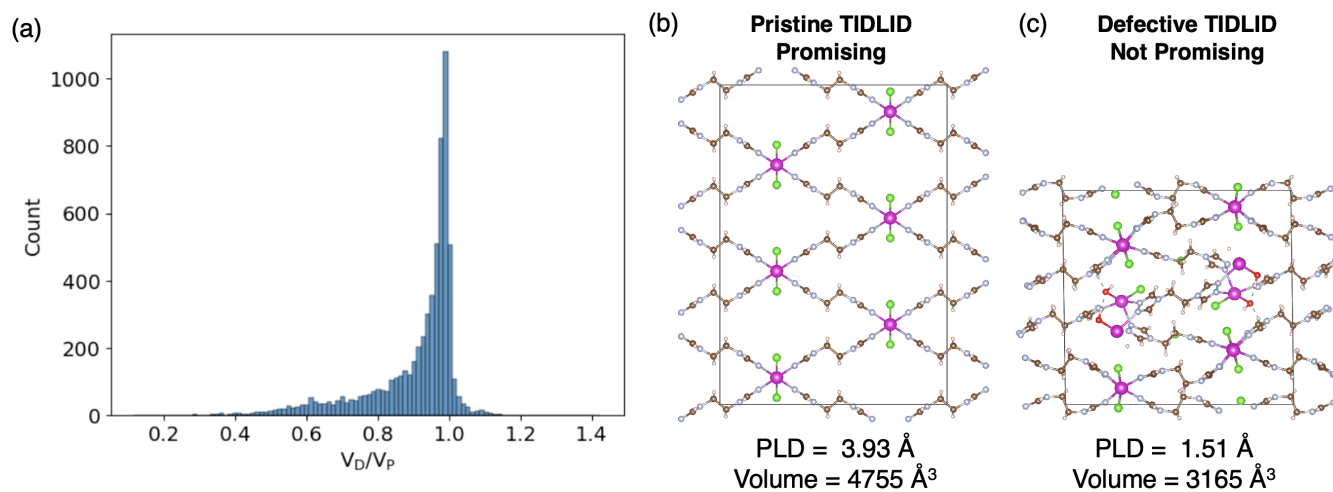 (a)
1000
800
600
400
200
0
Count
0.2 0.4 0.6 0.8 1.0 1.2 1.4
V_D/V_P
(b)
Pristine TIDLID
Promising
PLD = 3.93 Å
Volume = 4755 Å³
(c)
Defective TIDLID
Not Promising
PLD = 1.51 Å
Volume = 3165 Å³